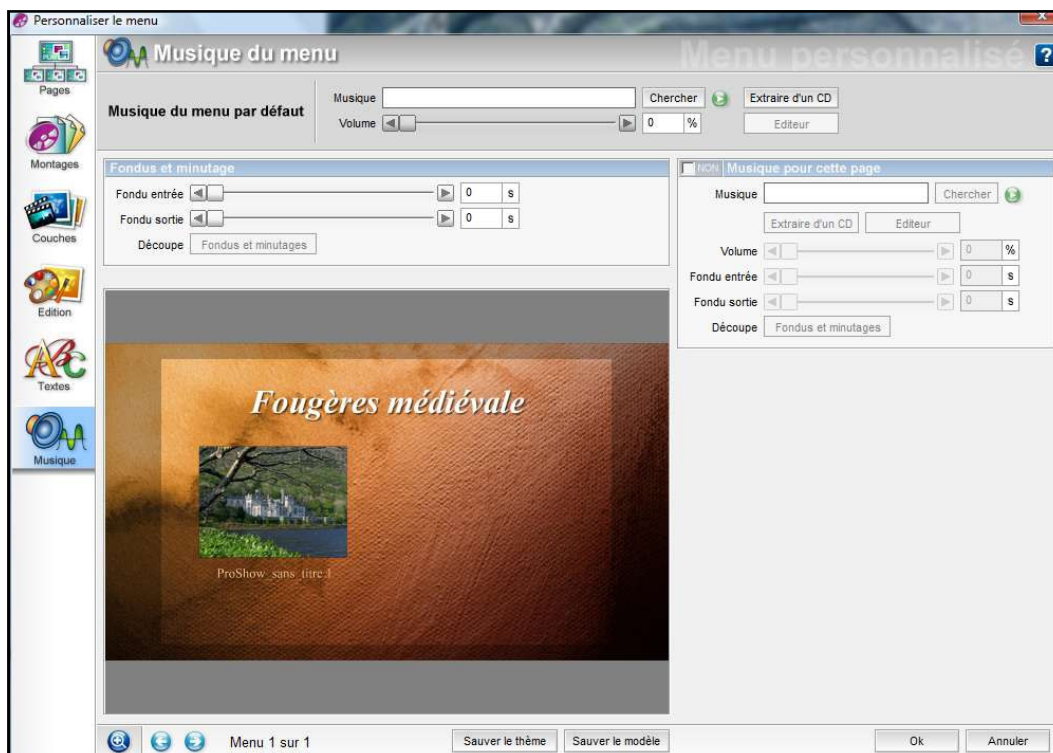 Personnaliser le menu
Musique du menu
Menu personnalisé
Pages
Montages
Couches
Edition
Textes
Musique
Musique du menu par défaut
Musique Chercher Extraire d'un CD
Volume 0 % Editeur
Fondus et minutage
Fondu entrée 0 s
Fondu sortie 0 s
Découpe Fondus et minutages
NON Musique pour cette page
Musique Chercher
Extraire d'un CD Editeur
Volume 0 %
Fondu entrée 0 s
Fondu sortie 0 s
Découpe Fondus et minutages
Fougères médiévale
ProShow_sans_titre.1
Menu 1 sur 1 Sauver le thème Sauver le modèle Ok Annuler